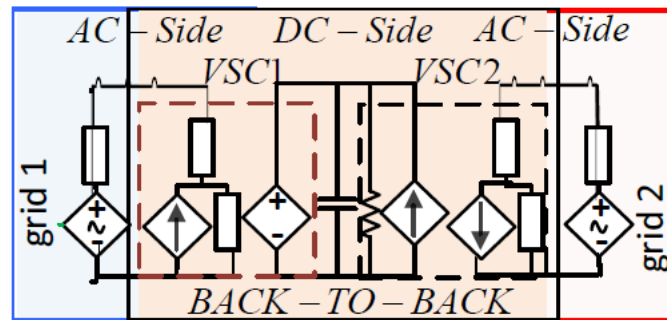 AC – Side DC – Side AC – Side
VSC1 VSC2
grid 1
grid 2
BACK – TO – BACK